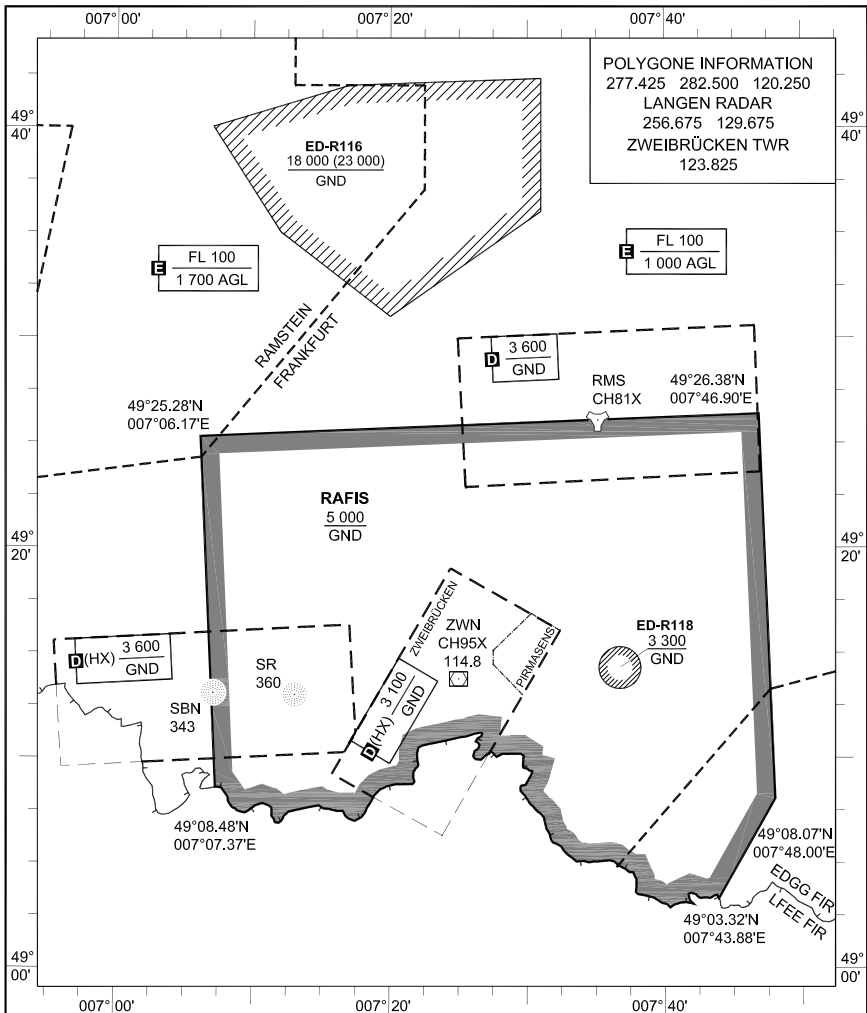 007° 00'
007° 20'
007° 40'
POLYGONE INFORMATION
277.425 282.500 120.250
LANGEN RADAR
256.675 129.675
ZWEIBRÜCKEN TWR
123.825
49°
40'
49°
40'
ED-R116
18 000 (23 000)
GND
E
FL 100
1 700 AGL
E
FL 100
1 000 AGL
RAMSTEIN
FRANKFURT
D
3 600
GND
RMS
CH81X
49°26.38'N
007°46.90'E
49°25.28'N
007°06.17'E
RAFIS
5 000
GND
49°
20'
49°
20'
ZWEIBRÜCKEN
ZWN
CH95X
114.8
PIRMASENS
ED-R118
3 300
GND
D (HX)
3 600
GND
SR
360
SBN
343
D (HX)
3 100
GND
49°08.48'N
007°07.37'E
49°08.07'N
007°48.00'E
EDGG FIR
LFEE FIR
49°03.32'N
007°43.88'E
49°
00'
49°
00'
007° 00'
007° 20'
007° 40'